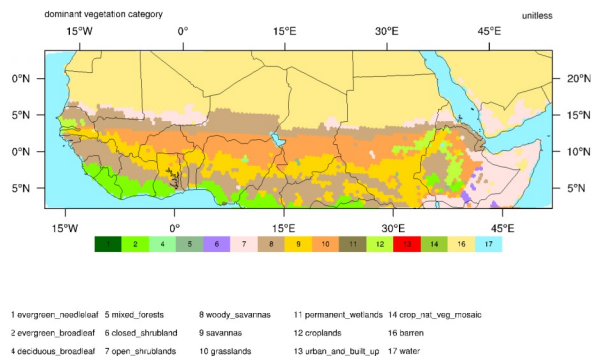 dominant vegetation category unitless
15°W 0° 15°E 30°E 45°E
0°N 20°N
5°N 15°N
0°N 10°N
5°N 5°N
15°W 0° 15°E 30°E 45°E
1 2 4 5 6 7 8 9 10 11 12 13 14 16 17
1 evergreen_needleleaf 5 mixed_forests 8 woody_savannas 11 permanent_wetlands 14 crop_nat_veg_mosaic
2 evergreen_broadleaf 6 closed_shrubland 9 savannas 12 croplands 16 barren
4 deciduous_broadleaf 7 open_shrublands 10 grasslands 13 urban_and_built_up 17 water